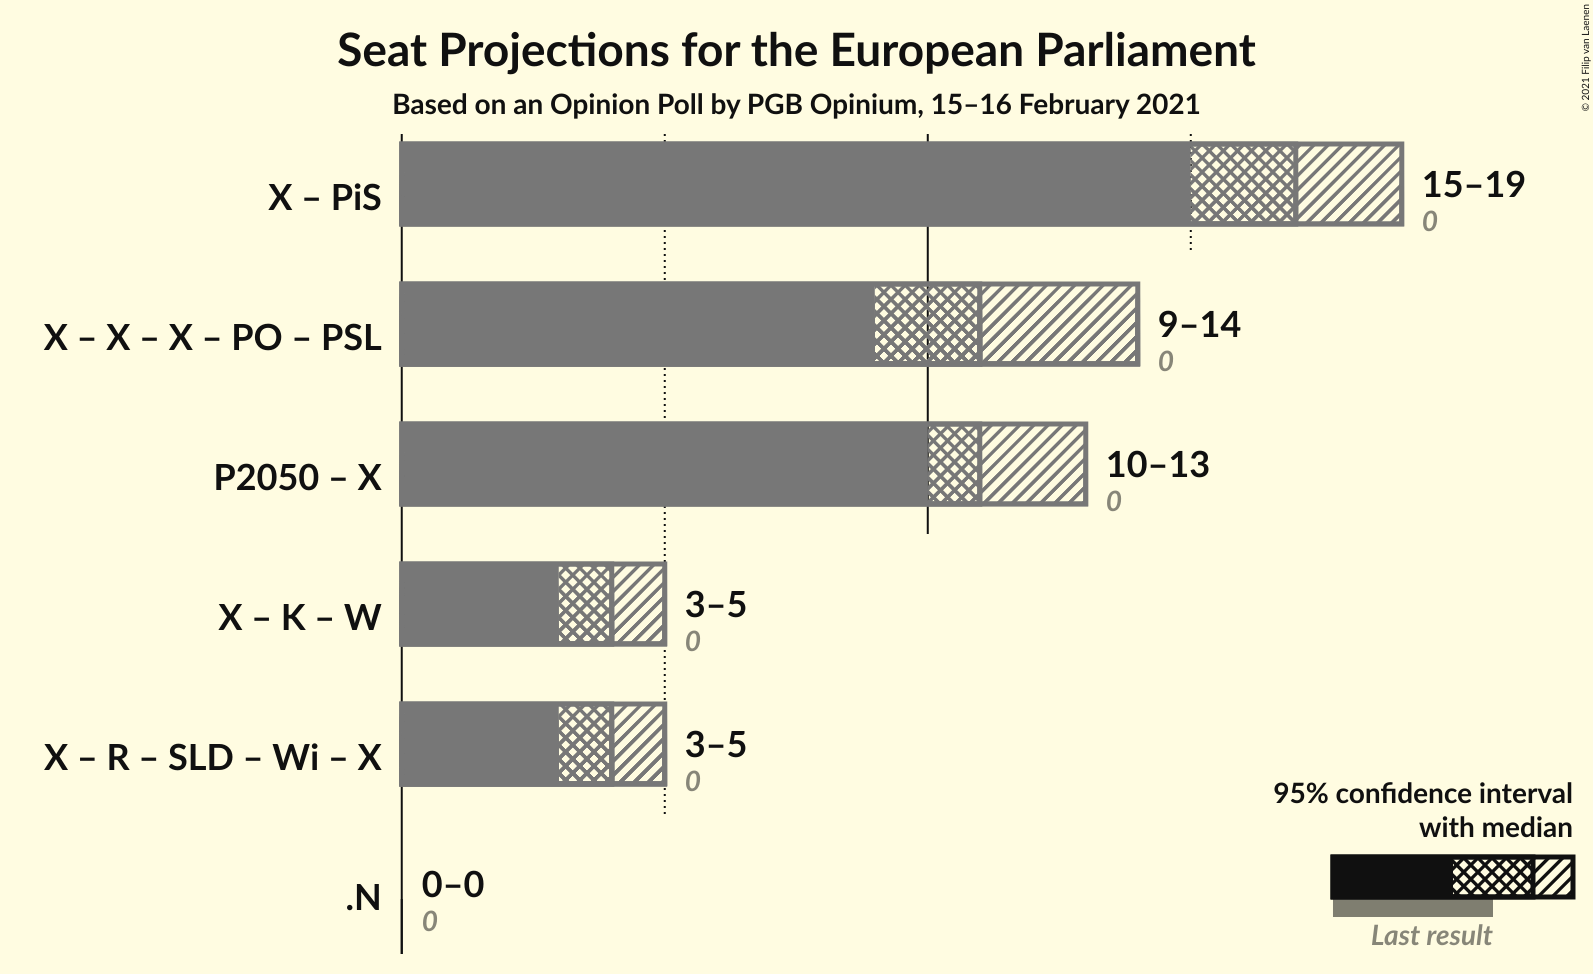 Seat Projections for the European Parliament
Based on an Opinion Poll by PGB Opinium, 15–16 February 2021
© 2021 Filip van Laenen
X – PiS
15–19
0
X – X – X – PO – PSL
9–14
0
P2050 – X
10–13
0
X – K – W
3–5
0
X – R – SLD – Wi – X
3–5
0
.N
0–0
0
95% confidence interval
with median
Last result